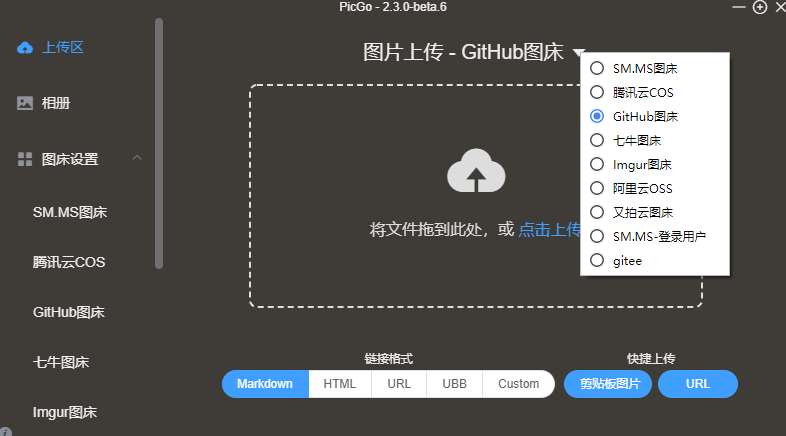 PicGo - 2.3.0-beta.6
上传区
相册
图床设置
SM.MS图床
腾讯云COS
GitHub图床
七牛图床
Imgur图床
图片上传 - GitHub图床
将文件拖到此处，或 点击上传
SM.MS图床
腾讯云COS
GitHub图床
七牛图床
Imgur图床
阿里云OSS
又拍云图床
SM.MS-登录用户
gitee
链接格式
Markdown HTML URL UBB Custom
快捷上传
剪贴板图片 URL